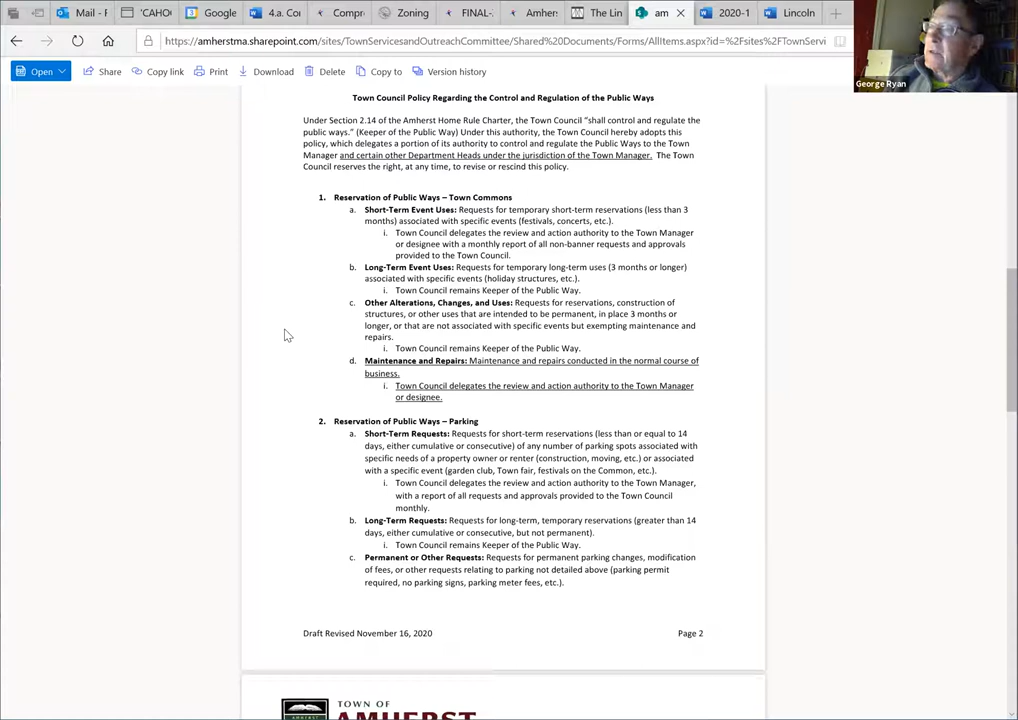 Mail - F
'CAHO
Google
4.a. Coi
Compr
Zoning
FINAL-
Amhers
The Lin
am
2020-1
Lincoln
https://amherstma.sharepoint.com/sites/TownServicesandOutreachCommittee/Shared%20Documents/Forms/AllItems.aspx?id=%2Fsites%2FTownServi
George Ryan
Open
Share
Copy link
Print
Download
Delete
Copy to
Version history
Town Council Policy Regarding the Control and Regulation of the Public Ways
Under Section 2.14 of the Amherst Home Rule Charter, the Town Council "shall control and regulate the
public ways." (Keeper of the Public Way) Under this authority, the Town Council hereby adopts this
policy, which delegates a portion of its authority to control and regulate the Public Ways to the Town
Manager and certain other Department Heads under the jurisdiction of the Town Manager. The Town
Council reserves the right, at any time, to revise or rescind this policy.
1. Reservation of Public Ways – Town Commons
a. Short-Term Event Uses: Requests for temporary short-term reservations (less than 3
months) associated with specific events (festivals, concerts, etc.).
i. Town Council delegates the review and action authority to the Town Manager
or designee with a monthly report of all non-banner requests and approvals
provided to the Town Council.
b. Long-Term Event Uses: Requests for temporary long-term uses (3 months or longer)
associated with specific events (holiday structures, etc.).
i. Town Council remains Keeper of the Public Way.
c. Other Alterations, Changes, and Uses: Requests for reservations, construction of
structures, or other uses that are intended to be permanent, in place 3 months or
longer, or that are not associated with specific events but exempting maintenance and
repairs.
i. Town Council remains Keeper of the Public Way.
d. Maintenance and Repairs: Maintenance and repairs conducted in the normal course of
business.
i. Town Council delegates the review and action authority to the Town Manager
or designee.
2. Reservation of Public Ways – Parking
a. Short-Term Requests: Requests for short-term reservations (less than or equal to 14
days, either cumulative or consecutive) of any number of parking spots associated with
specific needs of a property owner or renter (construction, moving, etc.) or associated
with a specific event (garden club, Town fair, festivals on the Common, etc.).
i. Town Council delegates the review and action authority to the Town Manager,
with a report of all requests and approvals provided to the Town Council
monthly.
b. Long-Term Requests: Requests for long-term, temporary reservations (greater than 14
days, either cumulative or consecutive, but not permanent).
i. Town Council remains Keeper of the Public Way.
c. Permanent or Other Requests: Requests for permanent parking changes, modification
of fees, or other requests relating to parking not detailed above (parking permit
required, no parking signs, parking meter fees, etc.).
Draft Revised November 16, 2020
Page 2
TOWN OF
AMHERST